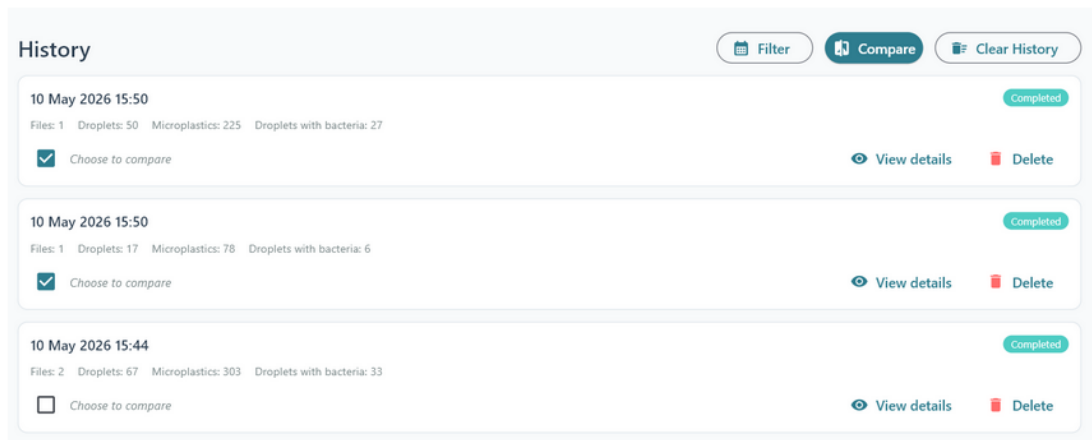 History Filter Compare Clear History
10 May 2026 15:50 Completed
Files: 1 Droplets: 50 Microplastics: 225 Droplets with bacteria: 27
Choose to compare View details Delete
10 May 2026 15:50 Completed
Files: 1 Droplets: 17 Microplastics: 78 Droplets with bacteria: 6
Choose to compare View details Delete
10 May 2026 15:44 Completed
Files: 2 Droplets: 67 Microplastics: 303 Droplets with bacteria: 33
Choose to compare View details Delete